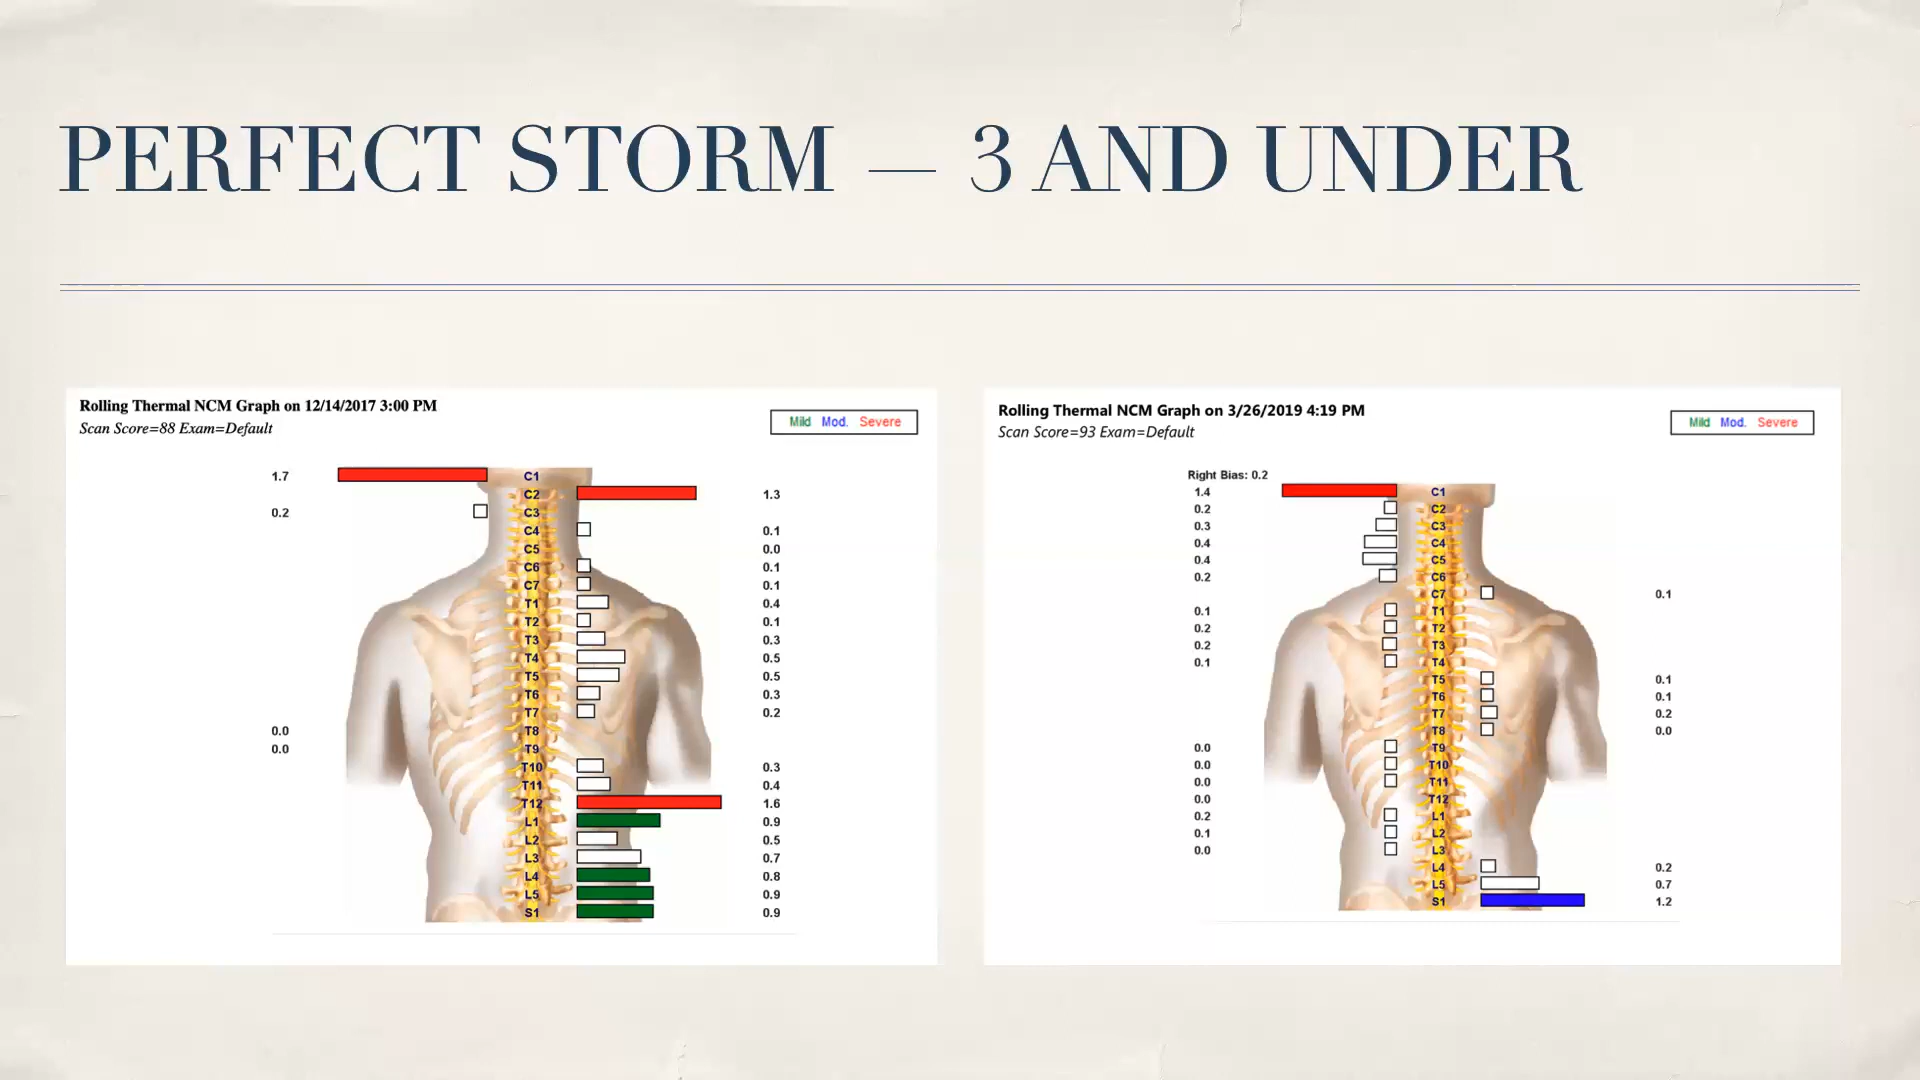 PERFECT STORM — 3 AND UNDER
Rolling Thermal NCM Graph on 12/14/2017 3:00 PM
Scan Score=88 Exam=Default
Mild Mod. Severe
1.7 C1
C2 1.3
0.2 C3
C4 0.1
C5 0.0
C6 0.1
C7 0.1
T1 0.4
T2 0.1
T3 0.3
T4 0.5
T5 0.5
T6 0.3
T7 0.2
0.0 T8
0.0 T9
T10 0.3
T11 0.4
T12 1.6
L1 0.9
L2 0.5
L3 0.7
L4 0.8
L5 0.9
S1 0.9
Rolling Thermal NCM Graph on 3/26/2019 4:19 PM
Scan Score=93 Exam=Default
Mild Mod. Severe
Right Bias: 0.2
1.4 C1
0.2 C2
0.3 C3
0.4 C4
0.4 C5
0.2 C6
C7 0.1
0.1 T1
0.2 T2
0.2 T3
0.1 T4
T5 0.1
T6 0.1
T7 0.2
T8 0.0
0.0 T9
0.0 T10
0.0 T11
0.0 T12
0.2 L1
0.1 L2
0.0 L3
L4 0.2
L5 0.7
S1 1.2